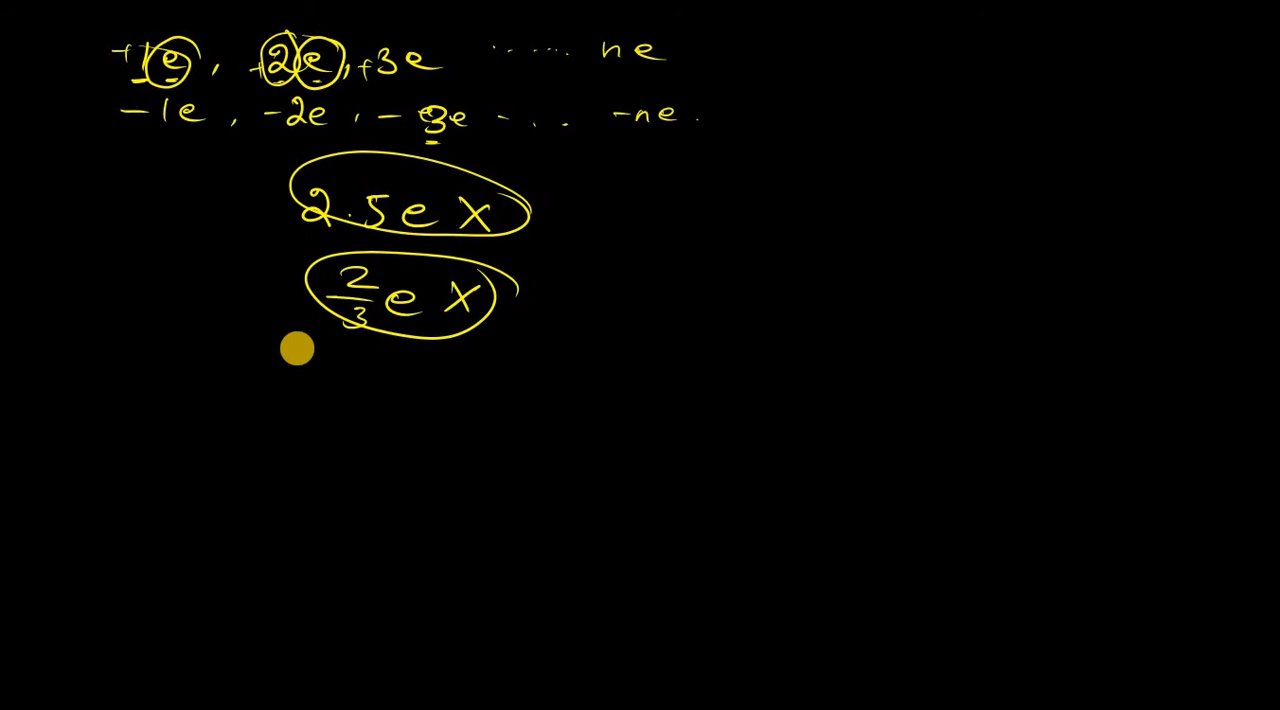 +1e, +2e, +3e ...... ne
-1e, -2e, -3e - ... -ne.
2.5e X
2/3 e X